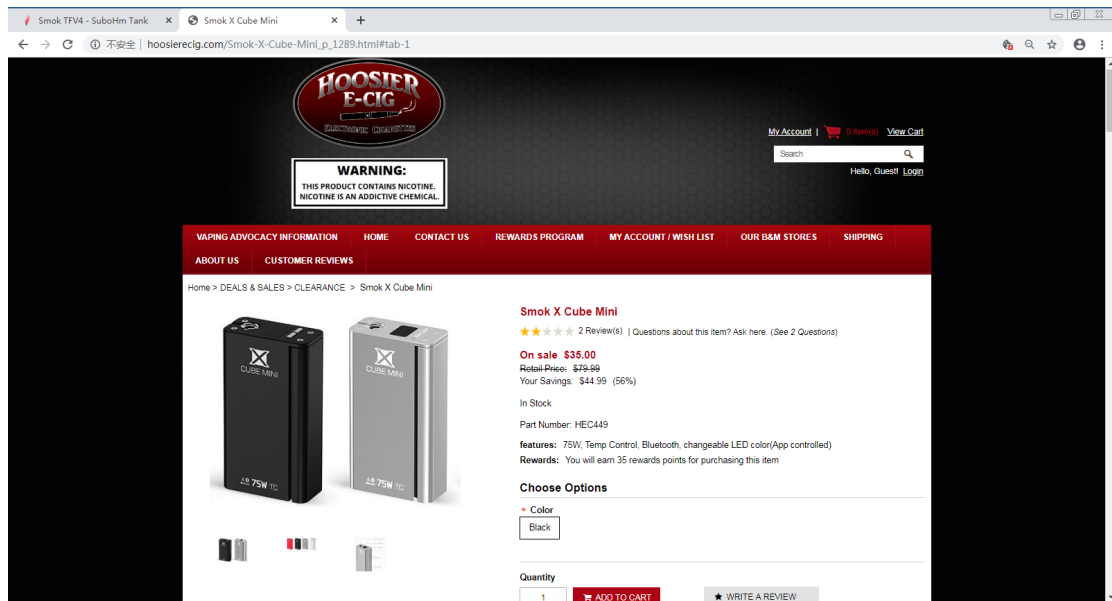 Smok TFV4 - SuboHm Tank
Smok X Cube Mini
不安全 | hoosierecig.com/Smok-X-Cube-Mini_p_1289.html#tab-1
HOOSIER
E-CIG
ELECTRONIC CIGARETTES
My Account | 0 item(s) View Cart
Search
Hello, Guest! Login
WARNING:
THIS PRODUCT CONTAINS NICOTINE.
NICOTINE IS AN ADDICTIVE CHEMICAL.
VAPING ADVOCACY INFORMATION HOME CONTACT US REWARDS PROGRAM MY ACCOUNT / WISH LIST OUR B&M STORES SHIPPING
ABOUT US CUSTOMER REVIEWS
Home > DEALS & SALES > CLEARANCE > Smok X Cube Mini
CUBE MINI
75W TC
CUBE MINI
75W TC
Smok X Cube Mini
2 Review(s) | Questions about this item? Ask here. (See 2 Questions)
On sale $35.00
Retail Price: $79.99
Your Savings: $44.99 (56%)
In Stock
Part Number: HEC449
features: 75W, Temp Control, Bluetooth, changeable LED color(App controlled)
Rewards: You will earn 35 rewards points for purchasing this item
Choose Options
* Color
Black
Quantity
1 ADD TO CART WRITE A REVIEW